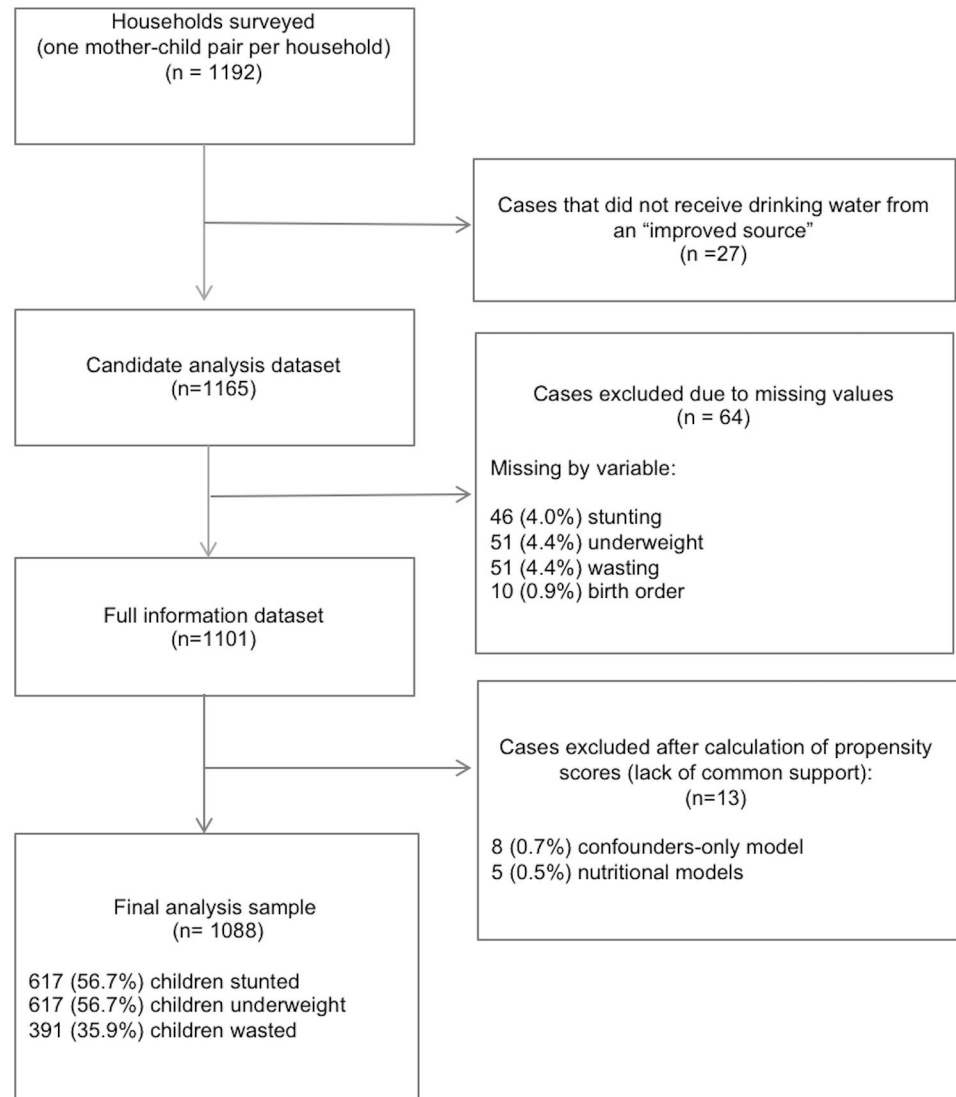 Households surveyed
(one mother-child pair per household)
(n = 1192)
Cases that did not receive drinking water from
an “improved source”
(n =27)
Candidate analysis dataset
(n=1165)
Cases excluded due to missing values
(n = 64)
Missing by variable:
46 (4.0%) stunting
51 (4.4%) underweight
51 (4.4%) wasting
10 (0.9%) birth order
Full information dataset
(n=1101)
Cases excluded after calculation of propensity
scores (lack of common support):
(n=13)
8 (0.7%) confounders-only model
5 (0.5%) nutritional models
Final analysis sample
(n= 1088)
617 (56.7%) children stunted
617 (56.7%) children underweight
391 (35.9%) children wasted